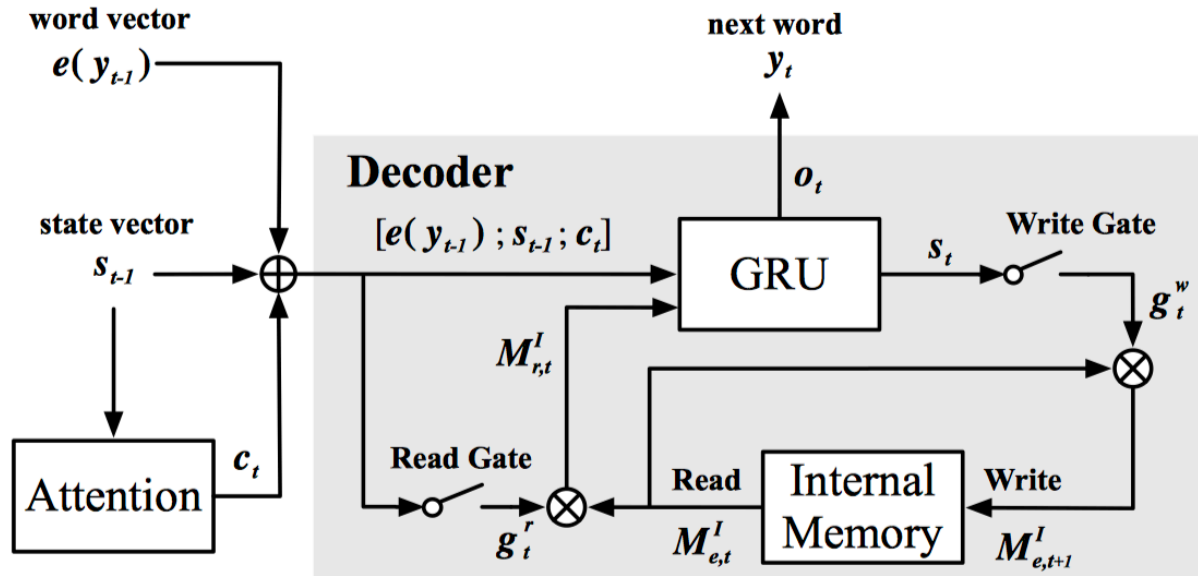 word vector
e(y_{t-1})
next word
y_t
Decoder
o_t
state vector
s_{t-1}
[e(y_{t-1}) ; s_{t-1} ; c_t]
GRU
s_t
Write Gate
g_t^w
M_{r,t}^I
c_t
Attention
Read Gate
g_t^r
Read
M_{e,t}^I
Internal
Memory
Write
M_{e,t+1}^I